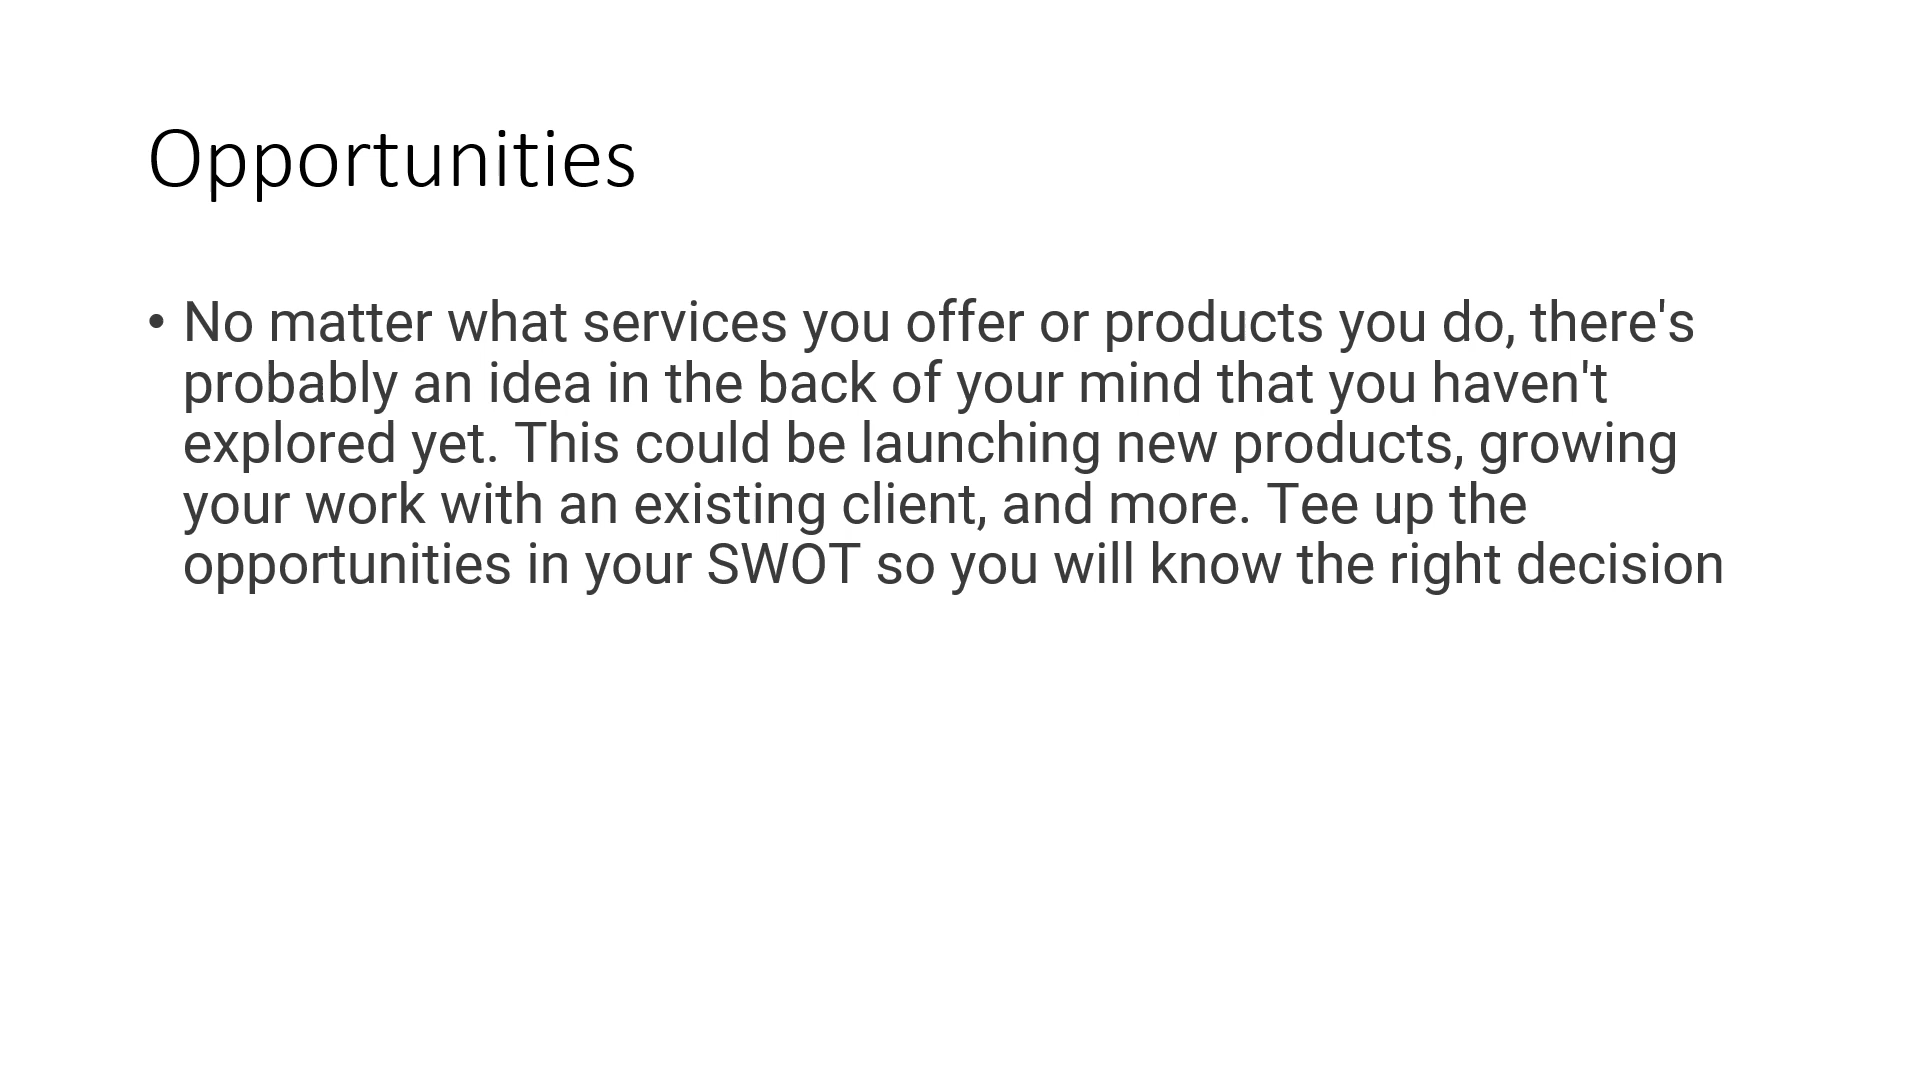 Opportunities
• No matter what services you offer or products you do, there's
probably an idea in the back of your mind that you haven't
explored yet. This could be launching new products, growing
your work with an existing client, and more. Tee up the
opportunities in your SWOT so you will know the right decision